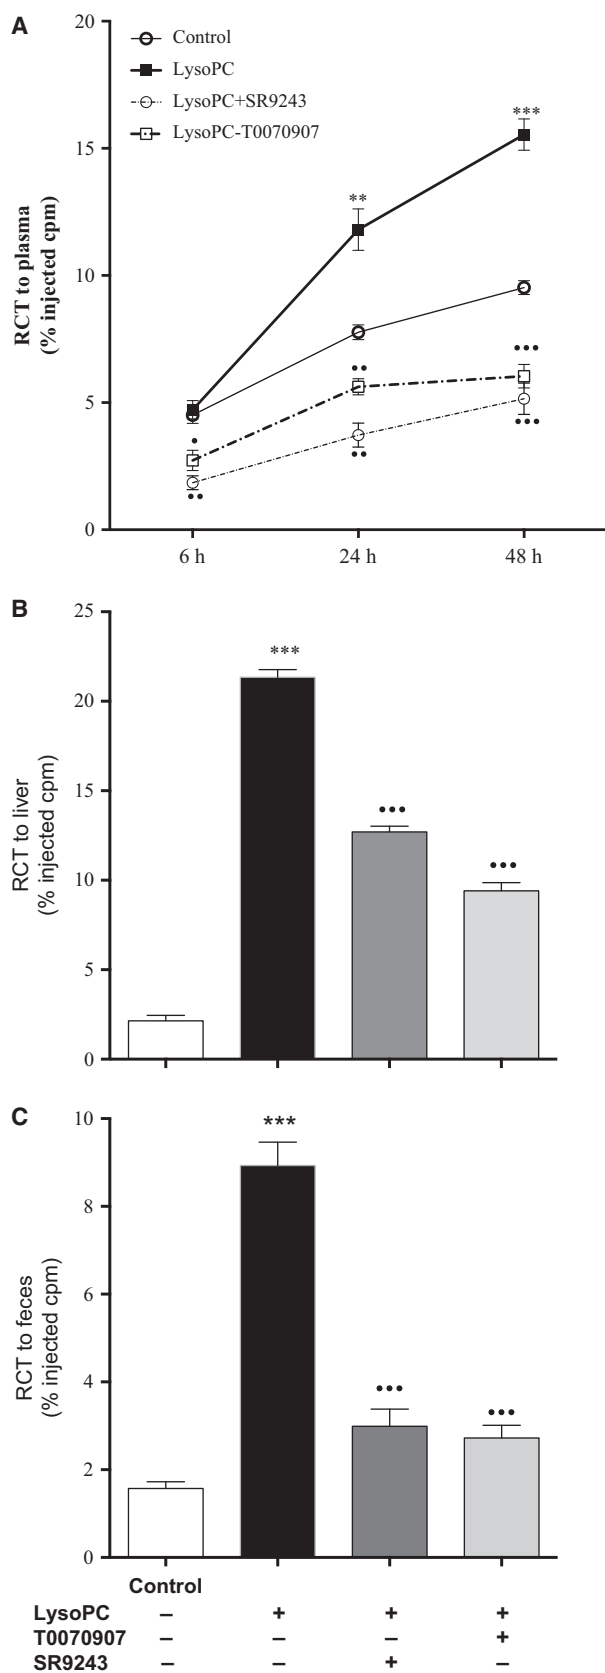 A
20
Control
LysoPC
LysoPC+SR9243
LysoPC-T0070907
***
15
**
RCT to plasma
(% injected cpm)
10
•••
••
5
•
•••
••
••
0
6 h 24 h 48 h
B
25
***
20
RCT to liver
(% injected cpm)
15
•••
•••
10
5
0
C
10
***
8
RCT to feces
(% injected cpm)
6
4
•••
•••
2
0
Control
LysoPC – + + +
T0070907 – – – +
SR9243 – – + –